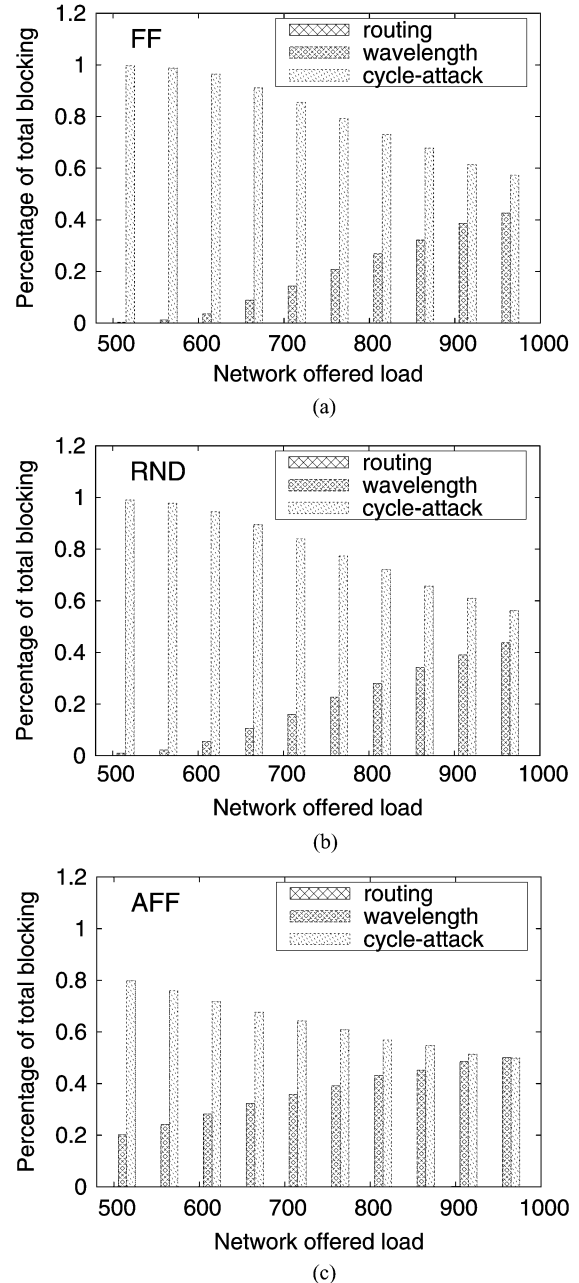 FF
routing
wavelength
cycle-attack
1.2
1
0.8
0.6
0.4
0.2
0
Percentage of total blocking
500 600 700 800 900 1000
Network offered load
(a)
RND
routing
wavelength
cycle-attack
1.2
1
0.8
0.6
0.4
0.2
0
Percentage of total blocking
500 600 700 800 900 1000
Network offered load
(b)
AFF
routing
wavelength
cycle-attack
1.2
1
0.8
0.6
0.4
0.2
0
Percentage of total blocking
500 600 700 800 900 1000
Network offered load
(c)